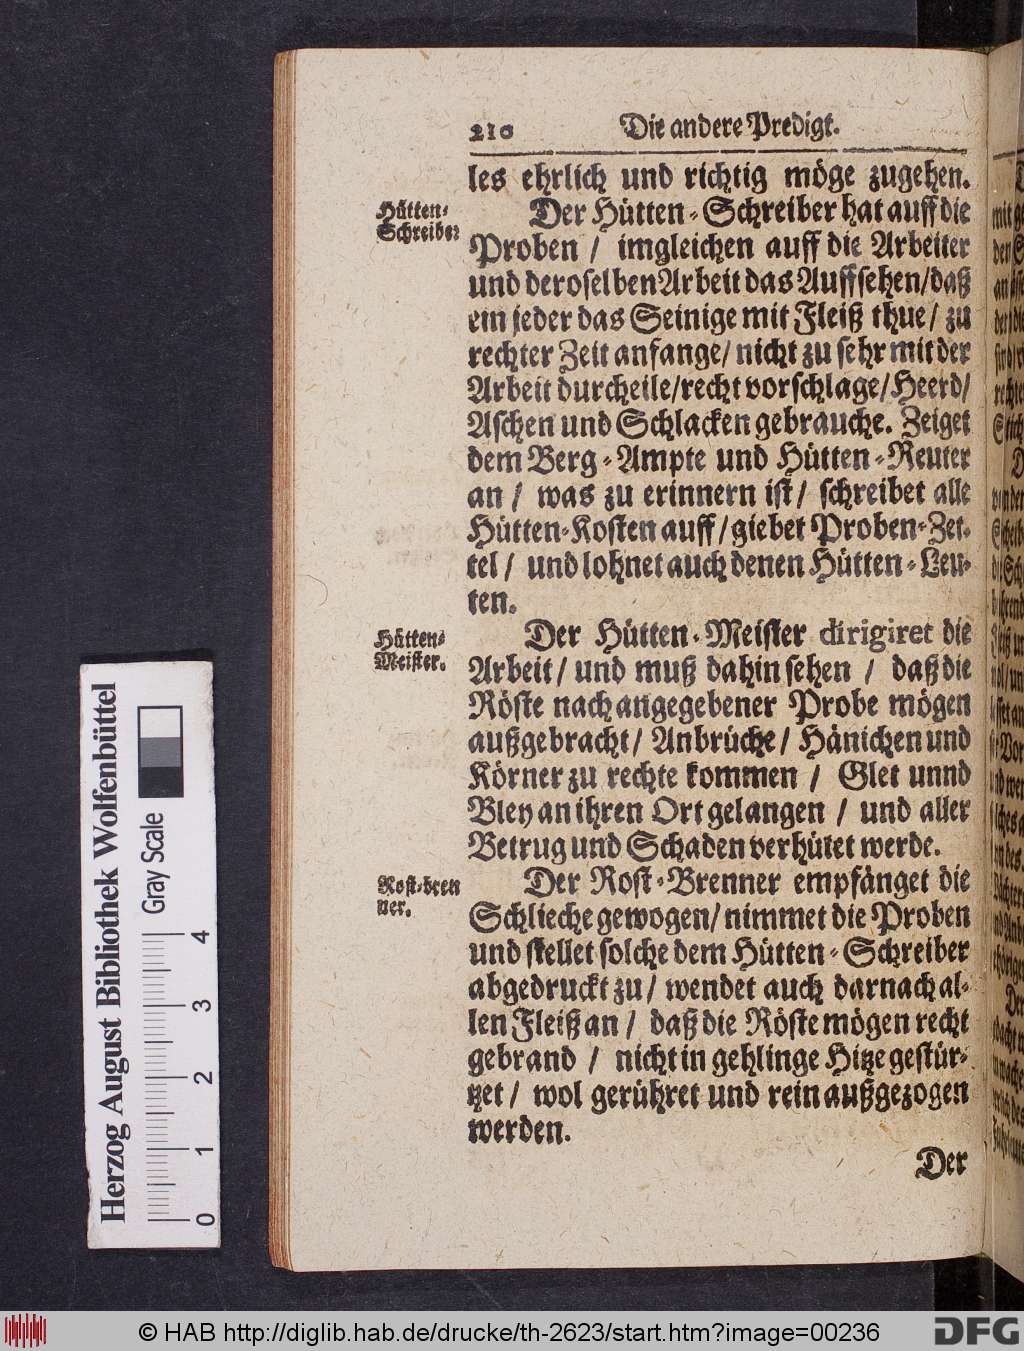 210 Die andere Predigt.
les ehrlich und richtig möge zugehen.
Hütten-
Schreiber
Der Hütten-Schreiber hat auff die
Proben / imgleichen auff die Arbeiter
und deroselben Arbeit das Auffsehen/daß
ein jeder das Seinige mit Fleiß thue/ zu
rechter Zeit anfange/ nicht zu sehr mit der
Arbeit durcheile/recht vorschlage/Heerd/
Aschen und Schlacken gebrauche. Zeiget
dem Berg-Ampte und Hütten-Reuter
an / was zu erinnern ist/ schreibet alle
Hütten-Kosten auff/giebet Proben-Zet-
tel / und lohnet auch denen Hütten-Leu-
ten.
Hütten-
Meister.
Der Hütten-Meister dirigiret die
Arbeit/ und muß dahin sehen / daß die
Röste nach angegebener Probe mögen
außgebracht/ Anbrüche/ Hänichen und
Körner zu rechte kommen / Glet unnd
Bley an ihren Ort gelangen / und aller
Betrug und Schaden verhütet werde.
Rost-bren
ner.
Der Rost-Brenner empfänget die
Schlieche gewogen/ nimmet die Proben
und stellet solche dem Hütten-Schreiber
abgedruckt zu/ wendet auch darnach al-
len Fleiß an / daß die Röste mögen recht
gebrand / nicht in gehlinge Hitze gestür-
tzet / wol gerühret und rein außgezogen
werden.
Der
Herzog August Bibliothek Wolfenbüttel
Gray Scale
0 1 2 3 4
© HAB http://diglib.hab.de/drucke/th-2623/start.htm?image=00236
DFG